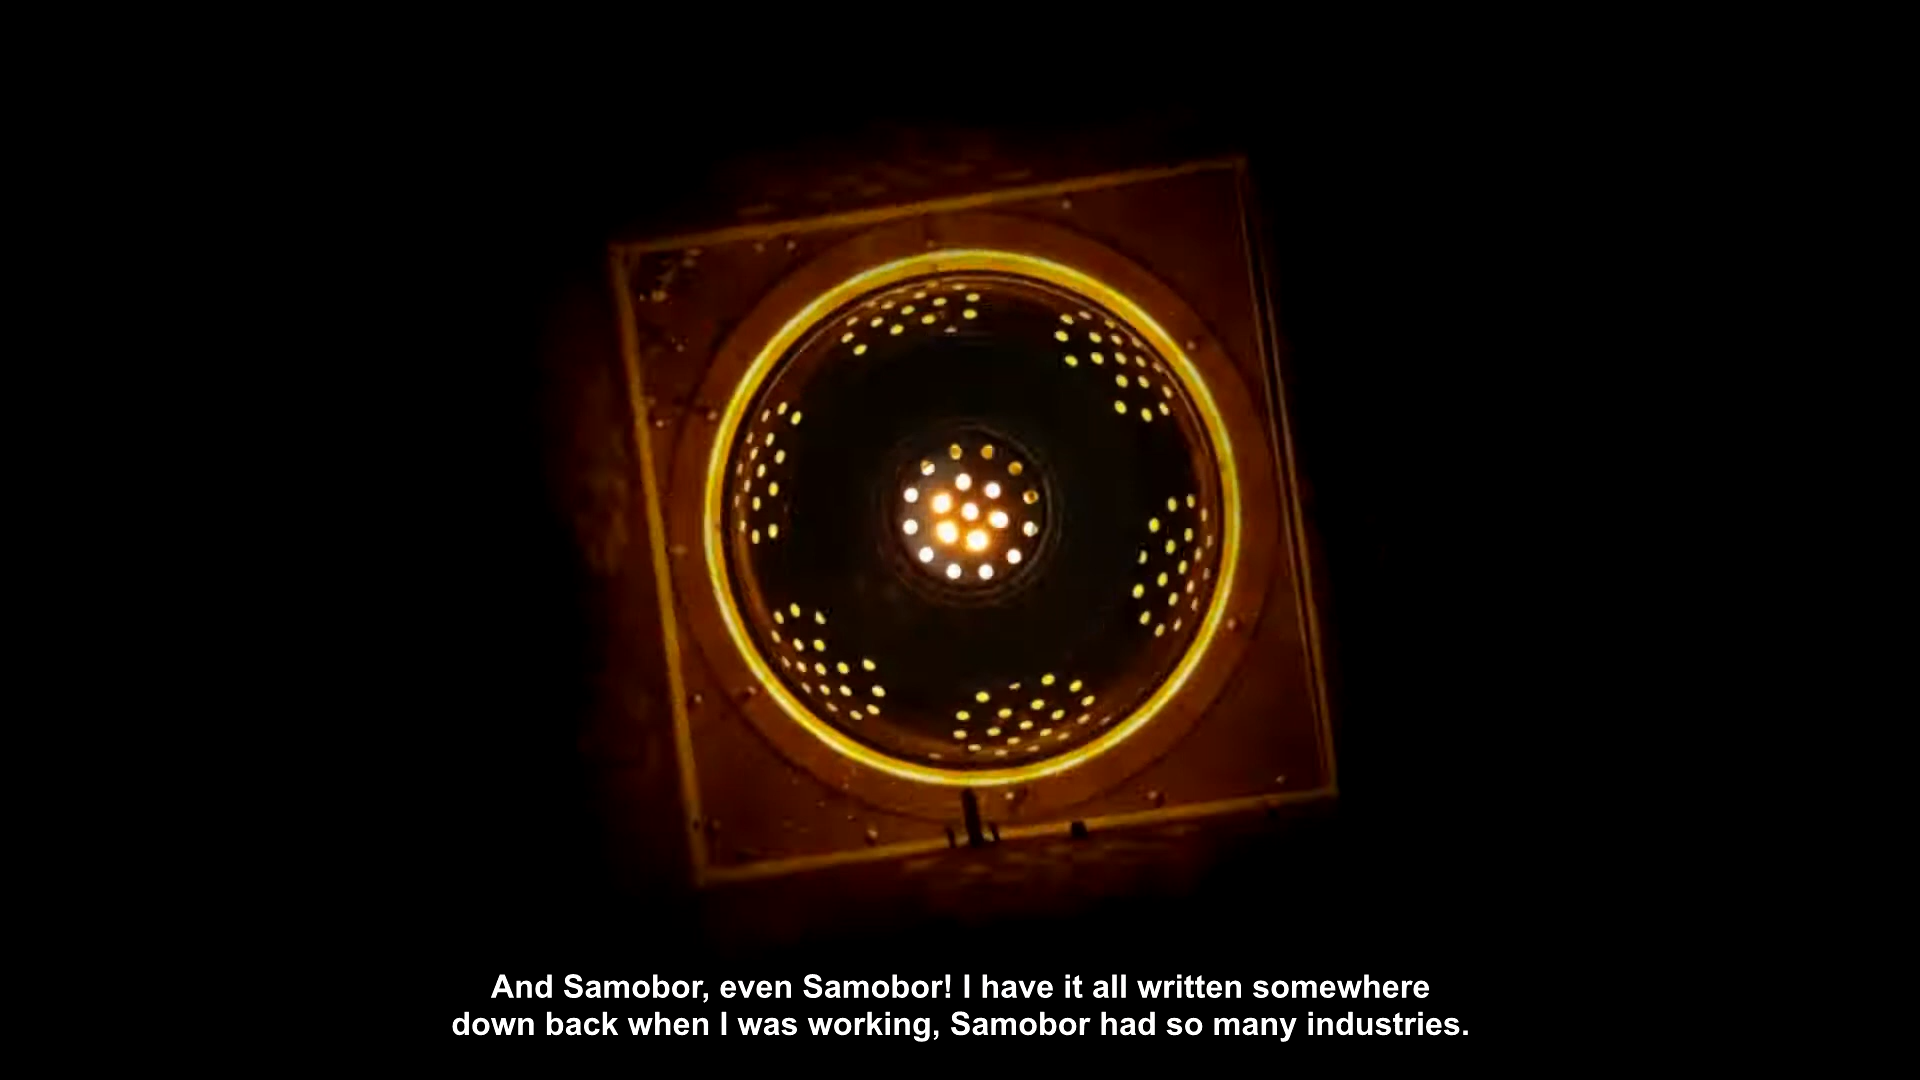 And Samobor, even Samobor! I have it all written somewhere
down back when I was working, Samobor had so many industries.